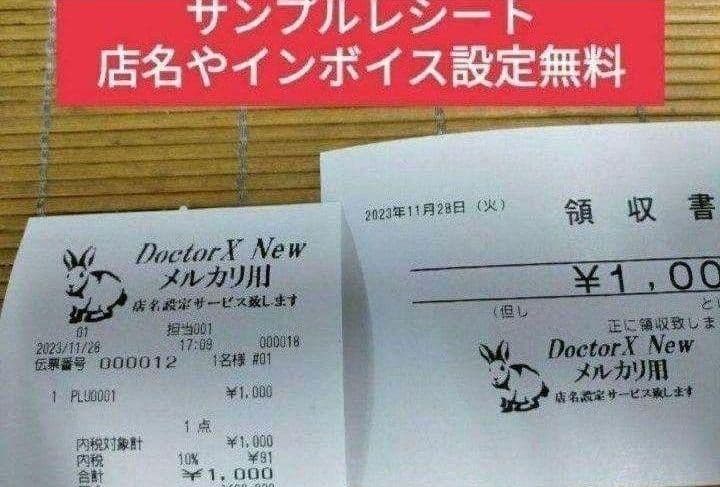 サンプルレシート
店名やインボイス設定無料
DoctorX New
メルカリ用
店名設定サービス致します
01 担当001
2023/11/28 17:09 000018
伝票番号 000012 1名様 #01
1 PLU0001 ¥1,000
1点
内税対象計 ¥1,000
内税 10% ¥91
合計 ¥1,000
2023年11月28日（火） 領収書
¥1,00
（但し と
正に領収致しま
DoctorX New
メルカリ用
店名設定サービス致します